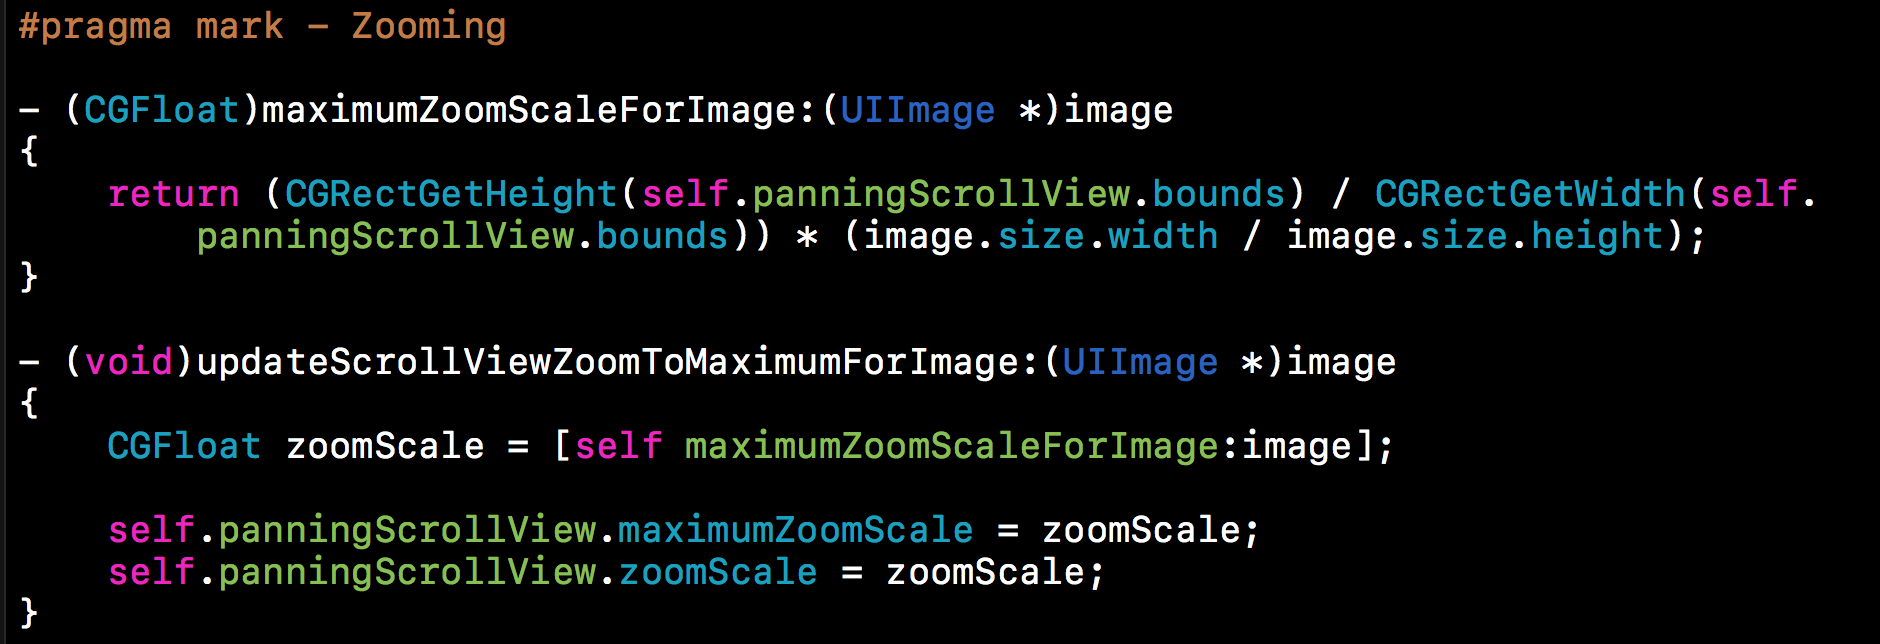 #pragma mark - Zooming
- (CGFloat)maximumZoomScaleForImage:(UIImage *)image
{
return (CGRectGetHeight(self.panningScrollView.bounds) / CGRectGetWidth(self.
panningScrollView.bounds)) * (image.size.width / image.size.height);
}
- (void)updateScrollViewZoomToMaximumForImage:(UIImage *)image
{
CGFloat zoomScale = [self maximumZoomScaleForImage:image];
self.panningScrollView.maximumZoomScale = zoomScale;
self.panningScrollView.zoomScale = zoomScale;
}